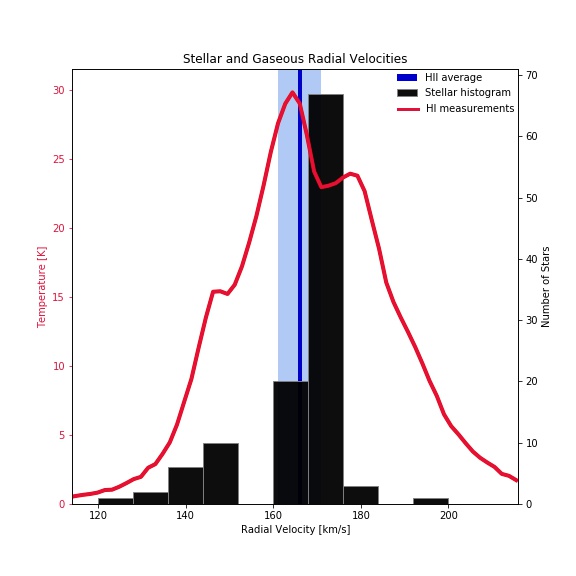 Stellar and Gaseous Radial Velocities
HII average
Stellar histogram
HI measurements
Temperature [K]
30
25
20
15
10
5
0
70
60
50
40
30
20
10
0
Number of Stars
120 140 160 180 200
Radial Velocity [km/s]